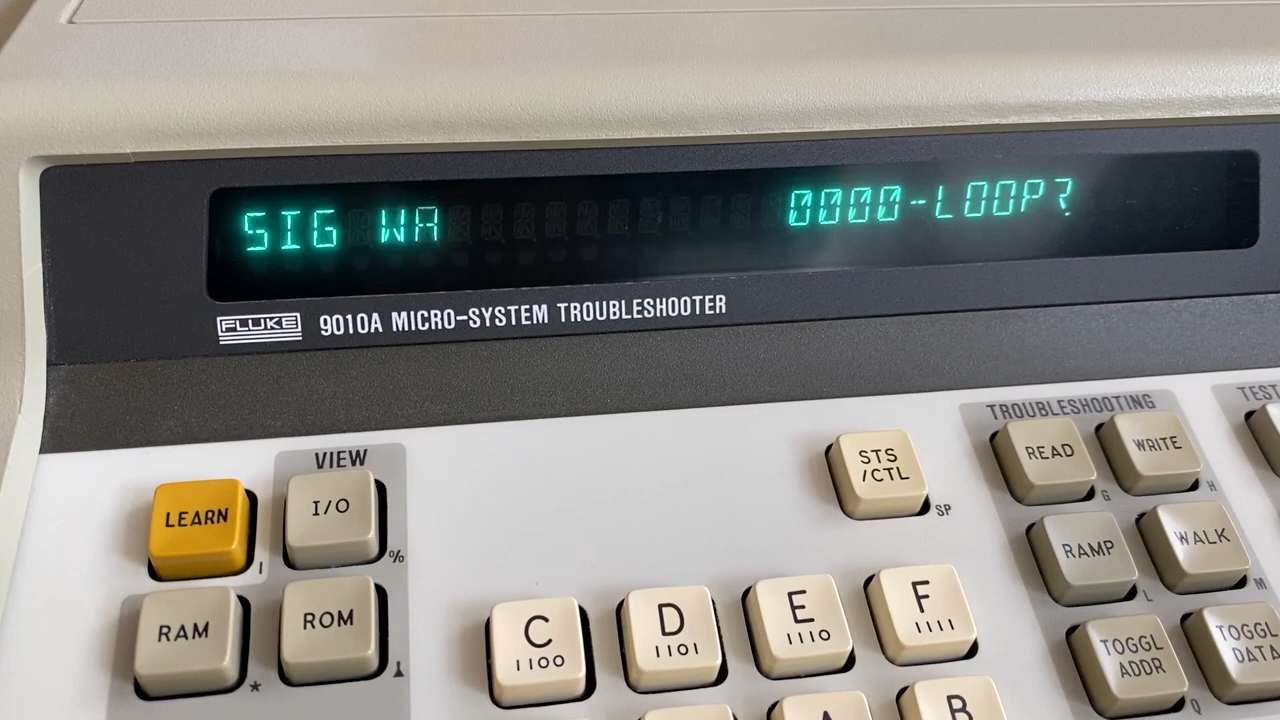 SIG WA 0000-LOOP?
FLUKE 9010A MICRO-SYSTEM TROUBLESHOOTER
TROUBLESHOOTING
TEST
VIEW
STS
/CTL
SP
READ
G
WRITE
H
LEARN
I
I/O
%
RAMP
L
WALK
M
RAM
*
ROM
C
1100
D
1101
E
1110
F
1111
TOGGL
ADDR
Q
TOGGL
DATA
A
B